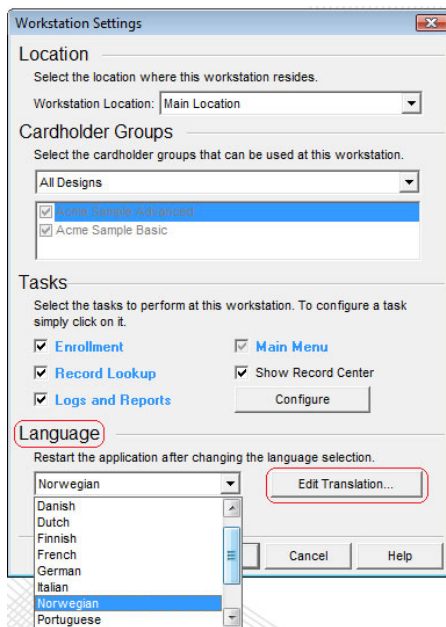 Workstation Settings
Location
Select the location where this workstation resides.
Workstation Location: Main Location
Cardholder Groups
Select the cardholder groups that can be used at this workstation.
All Designs
Acme Sample Advanced
Acme Sample Basic
Tasks
Select the tasks to perform at this workstation. To configure a task
simply click on it.
Enrollment Main Menu
Record Lookup Show Record Center
Logs and Reports Configure
Language
Restart the application after changing the language selection.
Norwegian Edit Translation...
Danish
Dutch
Finnish
French
German Cancel Help
Italian
Norwegian
Portuguese